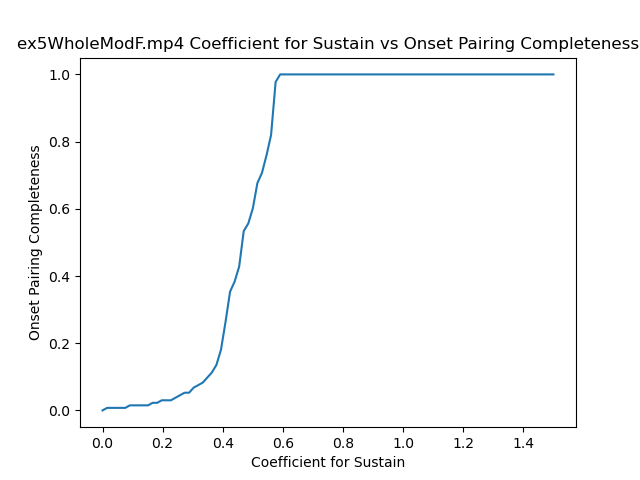 ex5WholeModF.mp4 Coefficient for Sustain vs Onset Pairing Completeness
1.0
0.8
0.6
0.4
0.2
0.0
Onset Pairing Completeness
0.0 0.2 0.4 0.6 0.8 1.0 1.2 1.4
Coefficient for Sustain